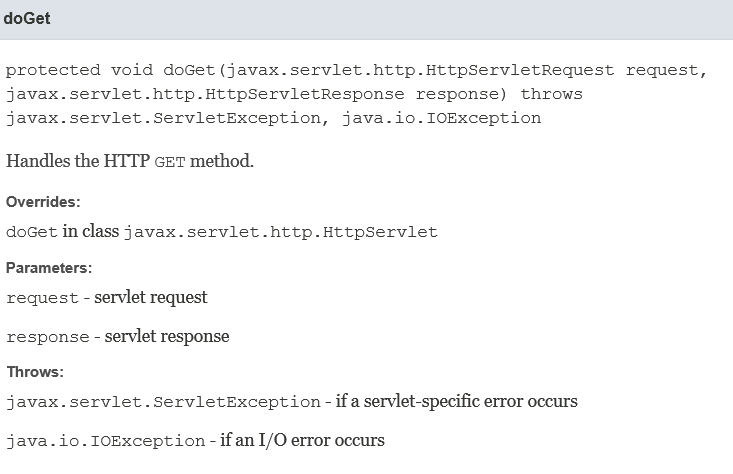 doGet
protected void doGet(javax.servlet.http.HttpServletRequest request,
javax.servlet.http.HttpServletResponse response) throws
javax.servlet.ServletException, java.io.IOException
Handles the HTTP GET method.
Overrides:
doGet in class javax.servlet.http.HttpServlet
Parameters:
request - servlet request
response - servlet response
Throws:
javax.servlet.ServletException - if a servlet-specific error occurs
java.io.IOException - if an I/O error occurs